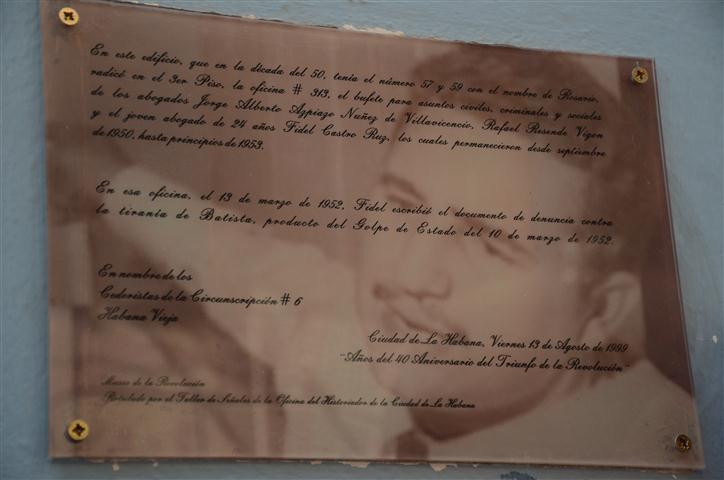 En este edificio, que en la década del 50, tenía el número 57 y 59 con el nombre de Rosario,
radicó en el 3er Piso, la oficina # 313, el bufete para asuntos civiles, criminales y sociales
de los abogados Jorge Alberto Azpiazo Nuñez de Villavicencio, Rafael Resende Vigoa
y el joven abogado de 24 años Fidel Castro Ruz, los cuales permanecieron desde septiembre
de 1950, hasta principios de 1953.
En esa oficina, el 13 de marzo de 1952, Fidel escribió el documento de denuncia contra
la tiranía de Batista, producto del Golpe de Estado del 10 de marzo de 1952.
En nombre de los
Cederistas de la Circunscripción # 6
Habana Vieja
Ciudad de La Habana, Viernes 13 de Agosto de 1999
"Años del 40 Aniversario del Triunfo de la Revolución"
Museo de la Revolución
Rotulado por el Taller de Señales de la Oficina del Historiador de la Ciudad de La Habana